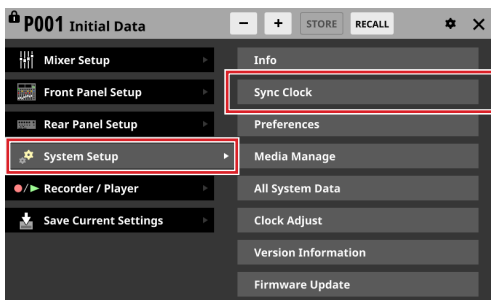 P001 Initial Data
- + STORE RECALL
Mixer Setup
Front Panel Setup
Rear Panel Setup
System Setup
Recorder / Player
Save Current Settings
Info
Sync Clock
Preferences
Media Manage
All System Data
Clock Adjust
Version Information
Firmware Update